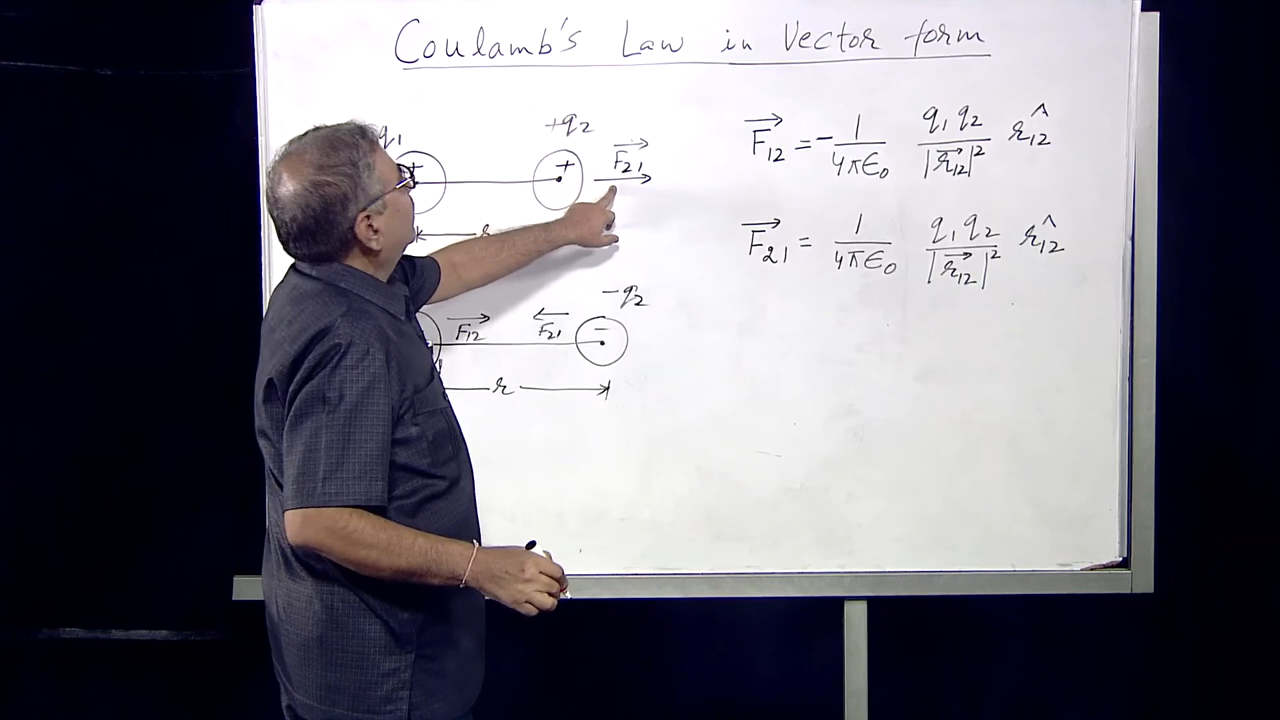 Coulamb's Law in Vector form
q₁ +q₂
+ + F₂₁→
r
-q₂
F₁₂→ F₂₁→ -
r
F₁₂→ = - 1/4πϵ₀ q₁q₂/|r₁₂→|² r̂₁₂
F₂₁→ = 1/4πϵ₀ q₁q₂/|r₁₂→|² r̂₁₂